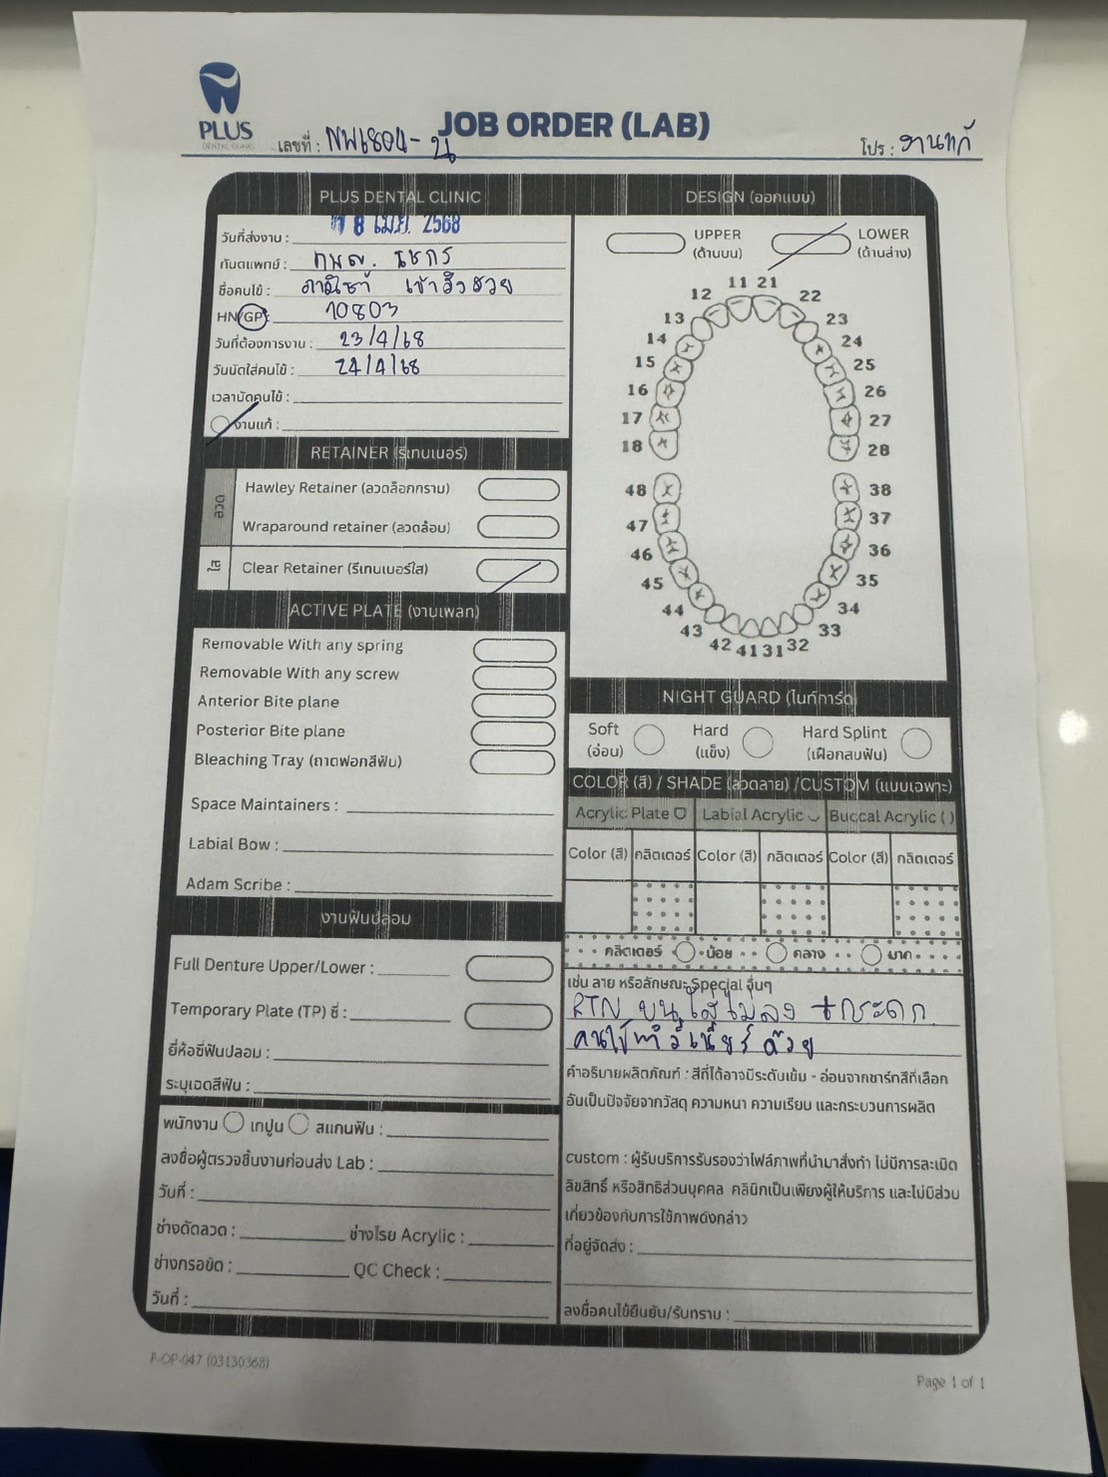 PLUS
DENTAL CLINIC
JOB ORDER (LAB)
เลขที่ : NW6804-
โปร : งานแก้
PLUS DENTAL CLINIC
วันที่ส่งงาน : 8 เม.ย. 2568
ทันตแพทย์ : ทพญ.
ชื่อคนไข้ :
HN/GP : 10803
วันที่ต้องการงาน : 23/4/68
วันนัดใส่คนไข้ : 24/4/68
เวลานัดคนไข้ :
งานแก้ :
RETAINER (รีเทนเนอร์)
ลวด
Hawley Retainer (ลวดล็อกกราม)
Wraparound retainer (ลวดล้อม)
ใส
Clear Retainer (รีเทนเนอร์ใส)
ACTIVE PLATE (งานเพลท)
Removable With any spring
Removable With any screw
Anterior Bite plane
Posterior Bite plane
Bleaching Tray (ถาดฟอกสีฟัน)
Space Maintainers :
Labial Bow :
Adam Scribe :
งานฟันปลอม
Full Denture Upper/Lower :
Temporary Plate (TP) ซี่ :
ยี่ห้อซี่ฟันปลอม :
ระบุเฉดสีฟัน :
พนักงาน เทปูน สแกนฟัน :
ลงชื่อผู้ตรวจชิ้นงานก่อนส่ง Lab :
วันที่ :
ช่างดัดลวด : ช่างโรย Acrylic :
ช่างกรอขัด : QC Check :
วันที่ :
DESIGN (ออกแบบ)
UPPER LOWER
(ด้านบน) (ด้านล่าง)
11 21
12 22
13 23
14 24
15 25
16 26
17 27
18 28
48 38
47 37
46 36
45 35
44 34
43 33
42 41 31 32
NIGHT GUARD (ไนท์การ์ด)
Soft Hard Hard Splint
(อ่อน) (แข็ง) (เฝือกสบฟัน)
COLOR (สี) / SHADE (ลวดลาย) /CUSTOM (แบบเฉพาะ)
Acrylic Plate Labial Acrylic Buccal Acrylic ( )
Color (สี) กลิตเตอร์ Color (สี) กลิตเตอร์ Color (สี) กลิตเตอร์
กลิตเตอร์ น้อย กลาง มาก
เช่น ลาย หรือลักษณะ Special อื่นๆ
RTN บน ใส่ไม่ลง + กระดก
คนไข้ทำวีเนียร์ด้วย
คำอธิบายผลิตภัณฑ์ : สีที่ได้อาจมีระดับเข้ม - อ่อนจากชาร์ทสีที่เลือก
อันเป็นปัจจัยจากวัสดุ ความหนา ความเรียบ และกระบวนการผลิต
custom : ผู้รับบริการรับรองว่าไฟล์ภาพที่นำมาสั่งทำ ไม่มีการละเมิด
ลิขสิทธิ์ หรือสิทธิส่วนบุคคล คลินิกเป็นเพียงผู้ให้บริการ และไม่มีส่วน
เกี่ยวข้องกับการใช้ภาพดังกล่าว
ที่อยู่จัดส่ง :
ลงชื่อคนไข้ยืนยัน/รับทราบ :
F-OP-047 (03130368)
Page 1 of 1